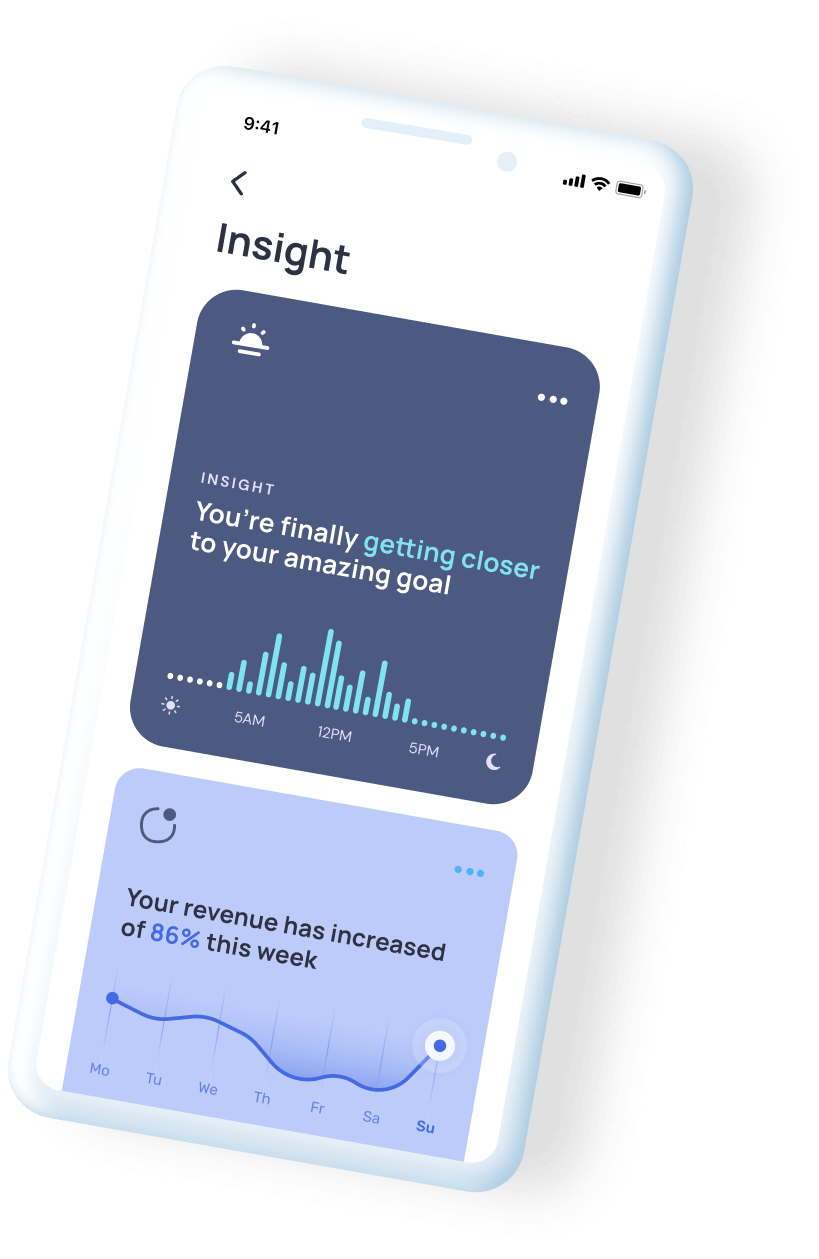 9:41
Insight
INSIGHT
You’re finally getting closer
to your amazing goal
5AM 12PM 5PM
Your revenue has increased
of 86% this week
Mo Tu We Th Fr Sa Su